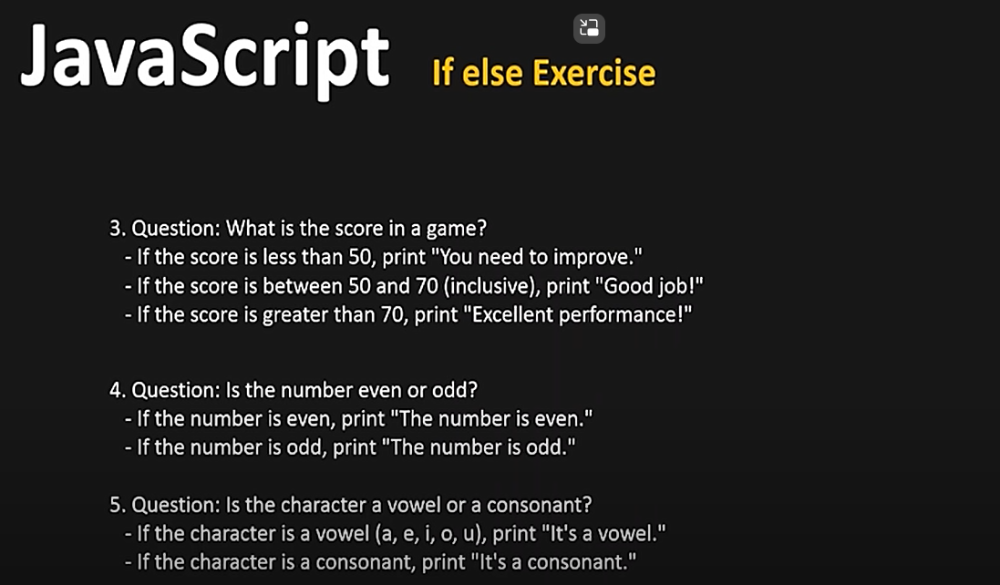 JavaScript If else Exercise
3. Question: What is the score in a game?
- If the score is less than 50, print "You need to improve."
- If the score is between 50 and 70 (inclusive), print "Good job!"
- If the score is greater than 70, print "Excellent performance!"
4. Question: Is the number even or odd?
- If the number is even, print "The number is even."
- If the number is odd, print "The number is odd."
5. Question: Is the character a vowel or a consonant?
- If the character is a vowel (a, e, i, o, u), print "It's a vowel."
- If the character is a consonant, print "It's a consonant."